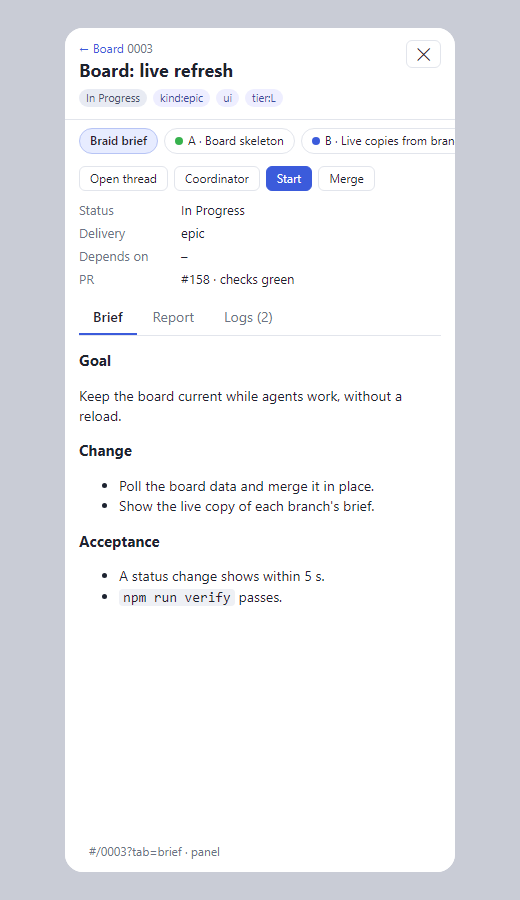 ← Board 0003
Board: live refresh
In Progress kind:epic ui tier:L
Braid brief A · Board skeleton B · Live copies from bran
Open thread Coordinator Start Merge
Status In Progress
Delivery epic
Depends on –
PR #158 · checks green
Brief Report Logs (2)
Goal
Keep the board current while agents work, without a
reload.
Change
• Poll the board data and merge it in place.
• Show the live copy of each branch's brief.
Acceptance
• A status change shows within 5 s.
• npm run verify passes.
#/0003?tab=brief · panel